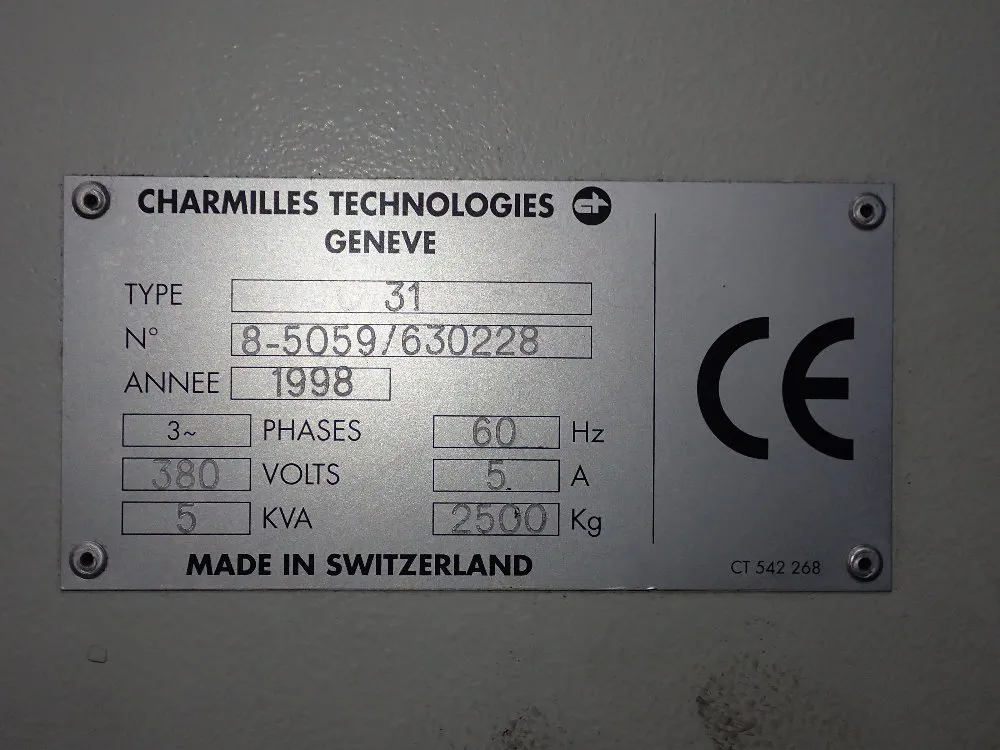 CHARMILLES TECHNOLOGIES
GENEVE
TYPE 31
N° 8-5059/630228
ANNEE 1998
3~ PHASES 60 Hz
380 VOLTS 5 A
5 KVA 2500 Kg
MADE IN SWITZERLAND
CE
CT 542 268